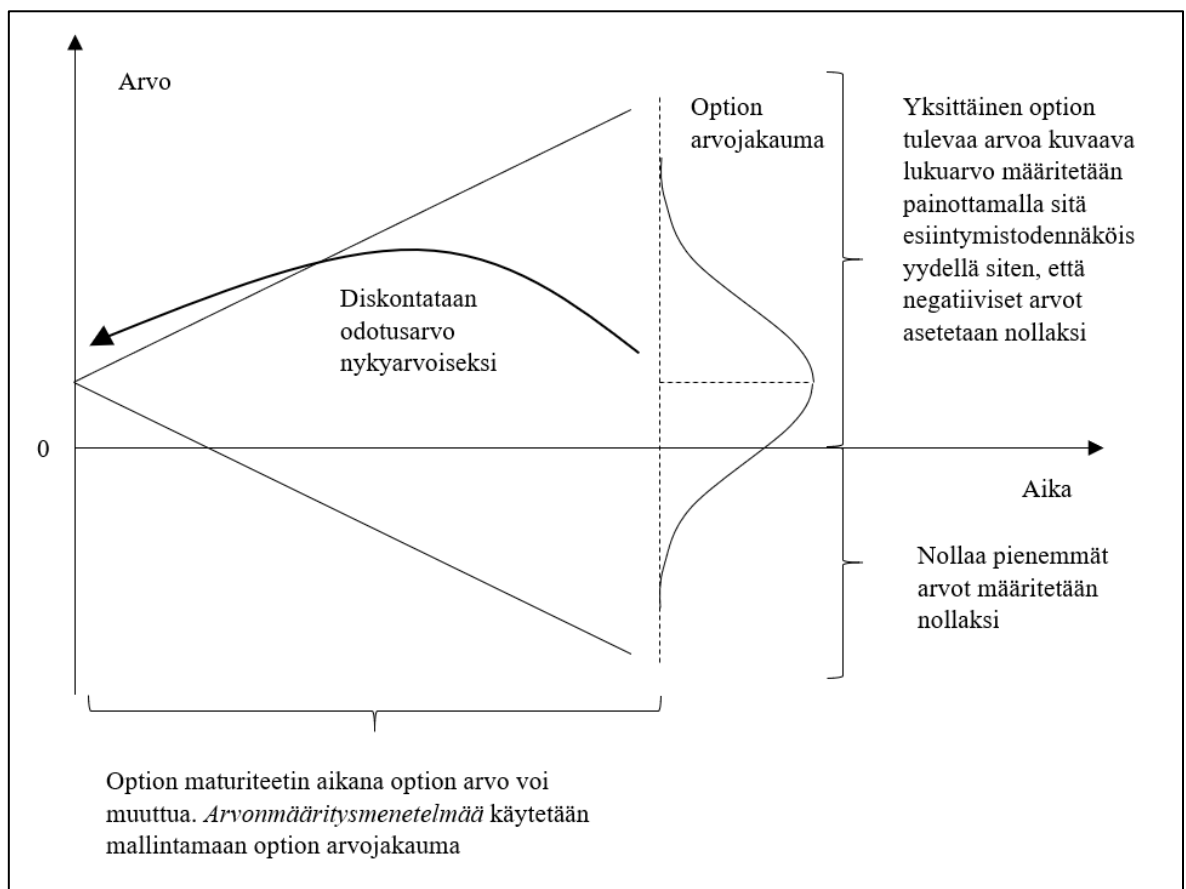 Arvo
Option
arvojakauma
Yksittäinen option
tulevaa arvoa kuvaava
lukuarvo määritetään
painottamalla sitä
esiintymistodennäköis
yydellä siten, että
negatiiviset arvot
asetetaan nollaksi
Diskontataan
odotusarvo
nykyarvoiseksi
0
Aika
Nollaa pienemmät
arvot määritetään
nollaksi
Option maturiteetin aikana option arvo voi
muuttua. Arvonmääritysmenetelmää käytetään
mallintamaan option arvojakauma